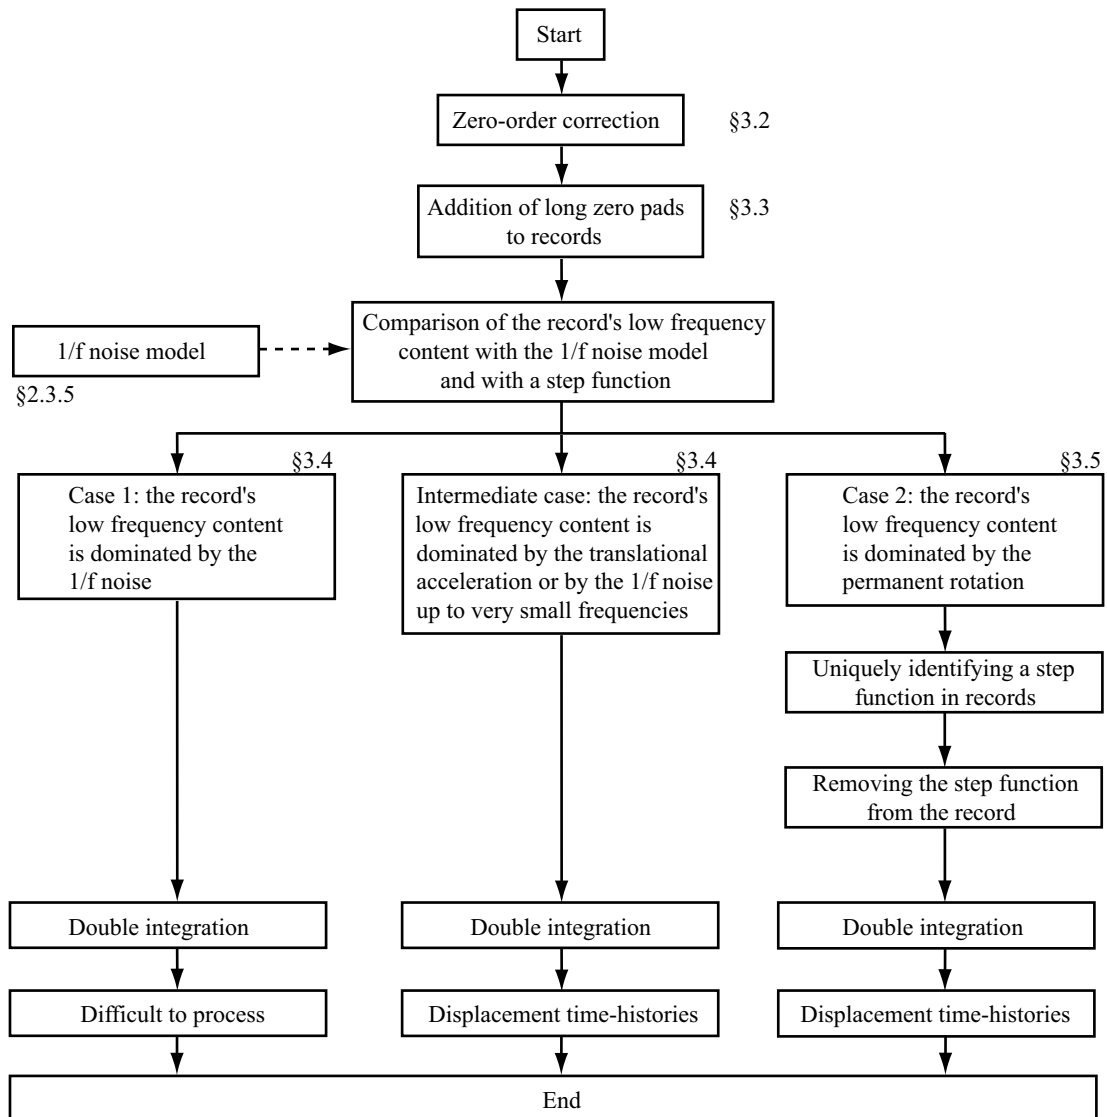 Start
Zero-order correction
§3.2
Addition of long zero pads
to records
§3.3
Comparison of the record's low frequency
content with the 1/f noise model
and with a step function
1/f noise model
§2.3.5
§3.4
Case 1: the record's
low frequency content
is dominated by the
1/f noise
§3.4
Intermediate case: the record's
low frequency content is
dominated by the translational
acceleration or by the 1/f noise
up to very small frequencies
§3.5
Case 2: the record's
low frequency content
is dominated by the
permanent rotation
Uniquely identifying a step
function in records
Removing the step function
from the record
Double integration
Double integration
Double integration
Difficult to process
Displacement time-histories
Displacement time-histories
End